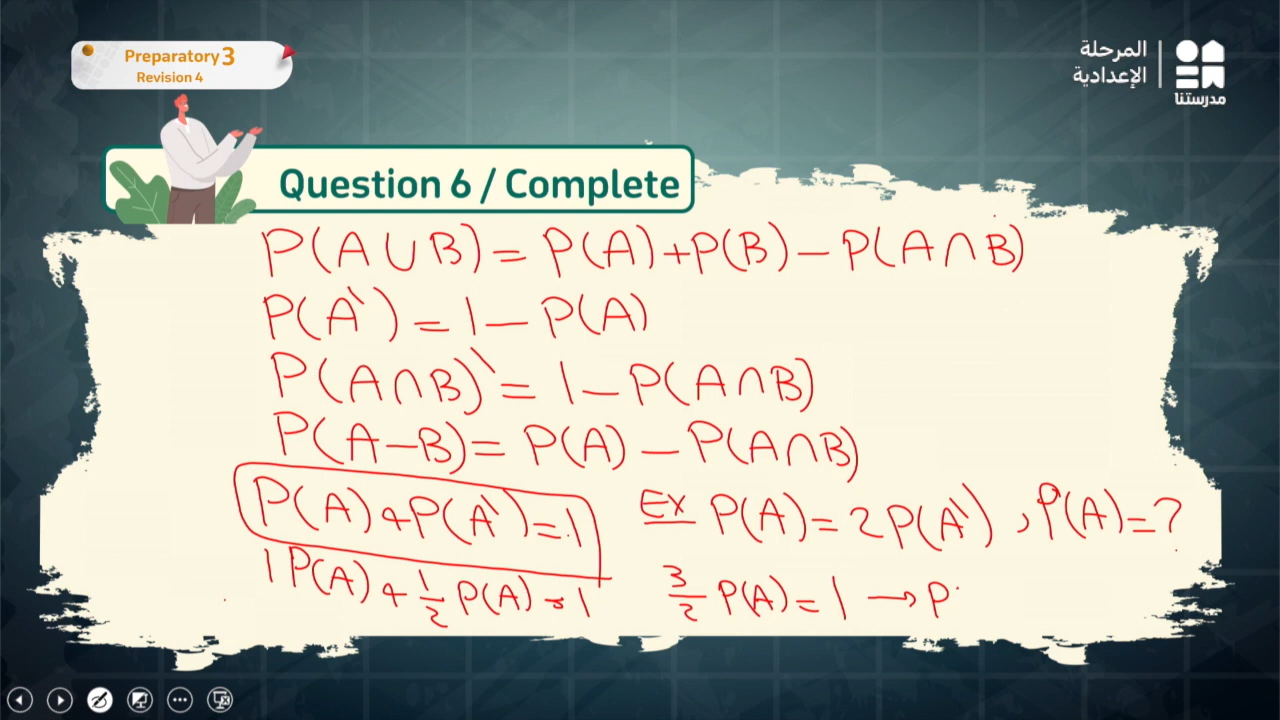 Preparatory 3
Revision 4
المرحلة
الإعدادية
مدرستنا
Question 6 / Complete
P(A∪B) = P(A)+P(B)-P(A∩B)
P(A`) = 1-P(A)
P(A∩B)` = 1-P(A∩B)
P(A-B)= P(A) - P(A∩B)
P(A)+P(A`)=1
Ex P(A)=2P(A`) , P(A)=?
1P(A)+1/2 P(A)=1
3/2 P(A)=1 → P